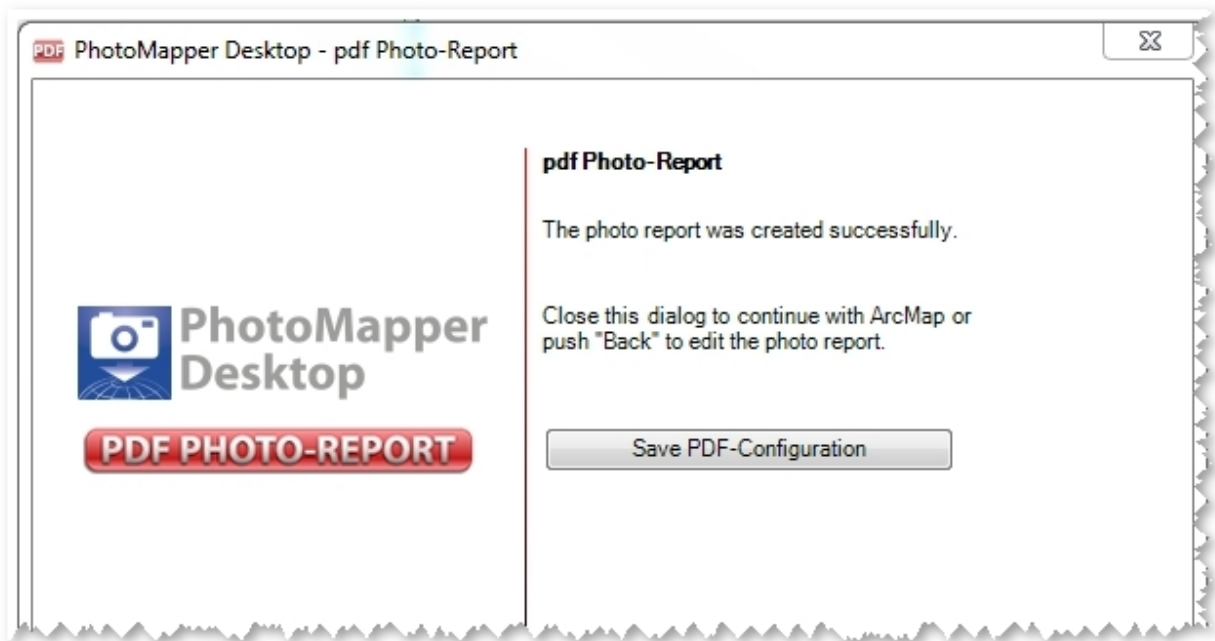 PDF PhotoMapper Desktop - pdf Photo-Report
pdf Photo-Report
The photo report was created successfully.
Close this dialog to continue with ArcMap or
push "Back" to edit the photo report.
PhotoMapper
Desktop
PDF PHOTO-REPORT
Save PDF-Configuration